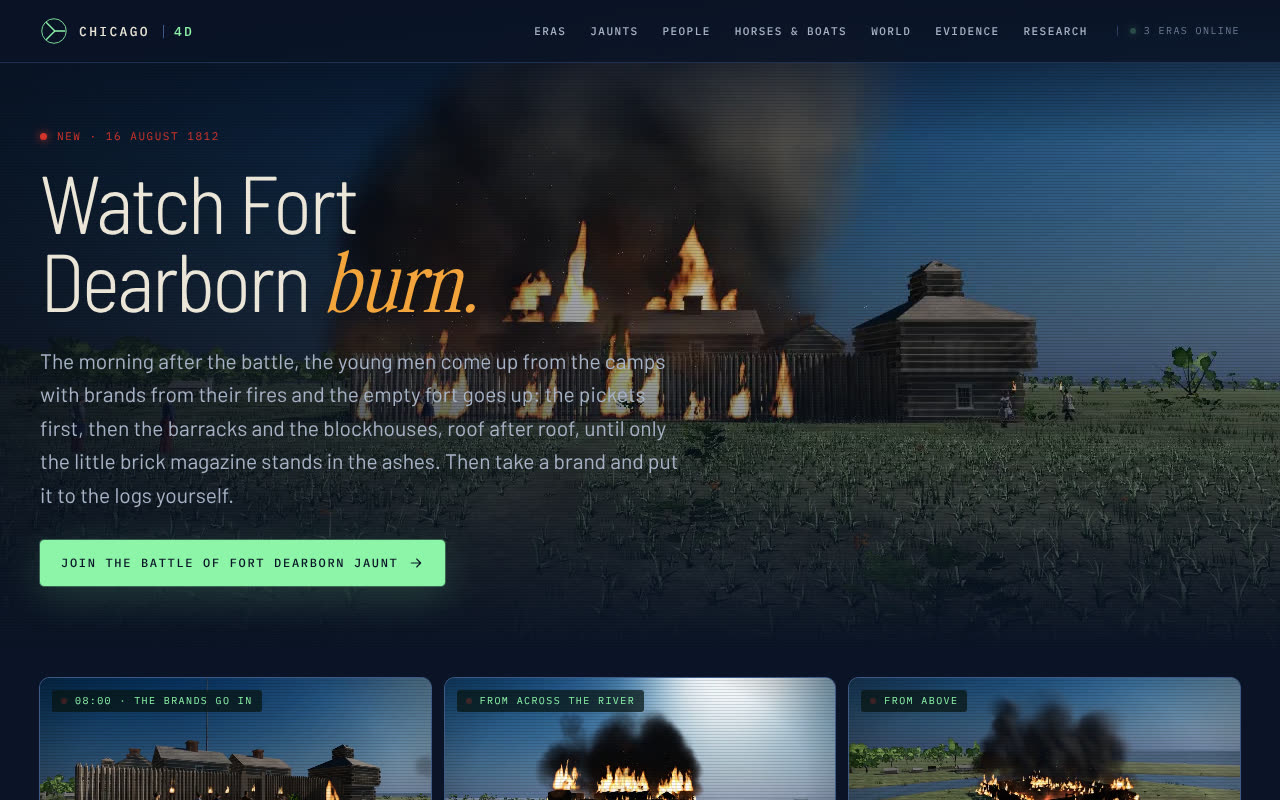 CHICAGO | 4D
ERAS JAUNTS PEOPLE HORSES & BOATS WORLD EVIDENCE RESEARCH | 3 ERAS ONLINE
NEW · 16 AUGUST 1812
Watch Fort
Dearborn burn.
The morning after the battle, the young men come up from the camps
with brands from their fires and the empty fort goes up: the pickets
first, then the barracks and the blockhouses, roof after roof, until only
the little brick magazine stands in the ashes. Then take a brand and put
it to the logs yourself.
JOIN THE BATTLE OF FORT DEARBORN JAUNT →
08:00 · THE BRANDS GO IN
FROM ACROSS THE RIVER
FROM ABOVE